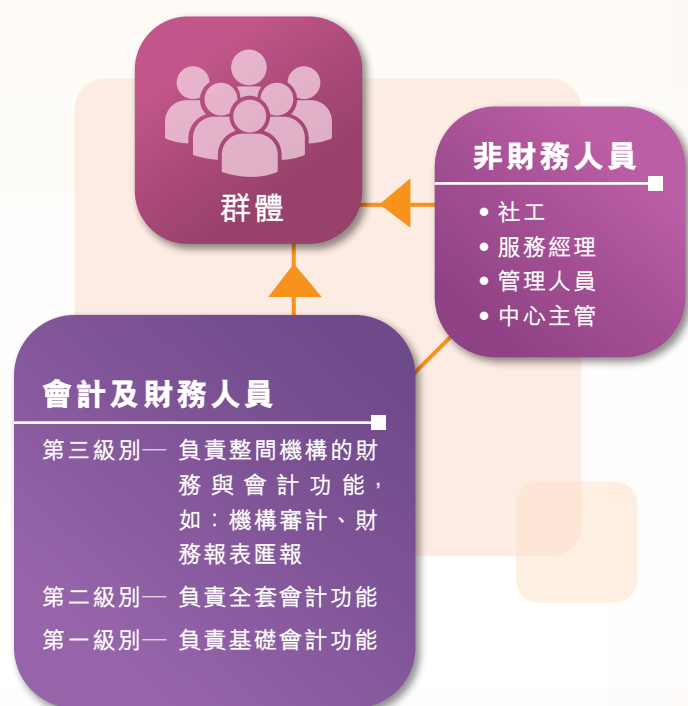 群體
非財務人員
• 社工
• 服務經理
• 管理人員
• 中心主管
會計及財務人員
第三級別— 負責整間機構的財
務與會計功能，
如：機構審計、財
務報表匯報
第二級別— 負責全套會計功能
第一級別— 負責基礎會計功能